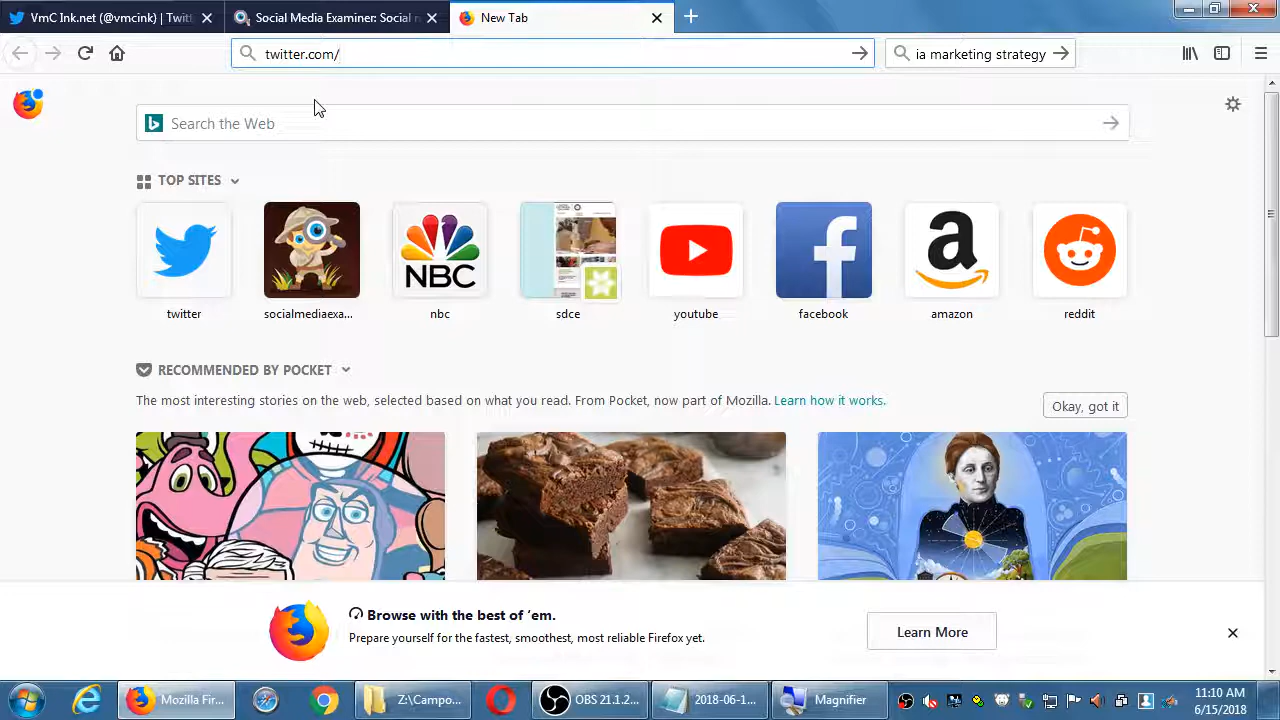 VmC Ink.net (@vmcink) | Twitt
Social Media Examiner: Social n
New Tab
twitter.com/
ia marketing strategy
Search the Web
TOP SITES
NBC
twitter
socialmediaexa...
nbc
sdce
youtube
facebook
amazon
reddit
RECOMMENDED BY POCKET
The most interesting stories on the web, selected based on what you read. From Pocket, now part of Mozilla. Learn how it works.
Okay, got it
Browse with the best of ‘em.
Prepare yourself for the fastest, smoothest, most reliable Firefox yet.
Learn More
Mozilla Fir...
Z:\Campo...
OBS 21.1.2...
2018-06-1...
Magnifier
11:10 AM
6/15/2018